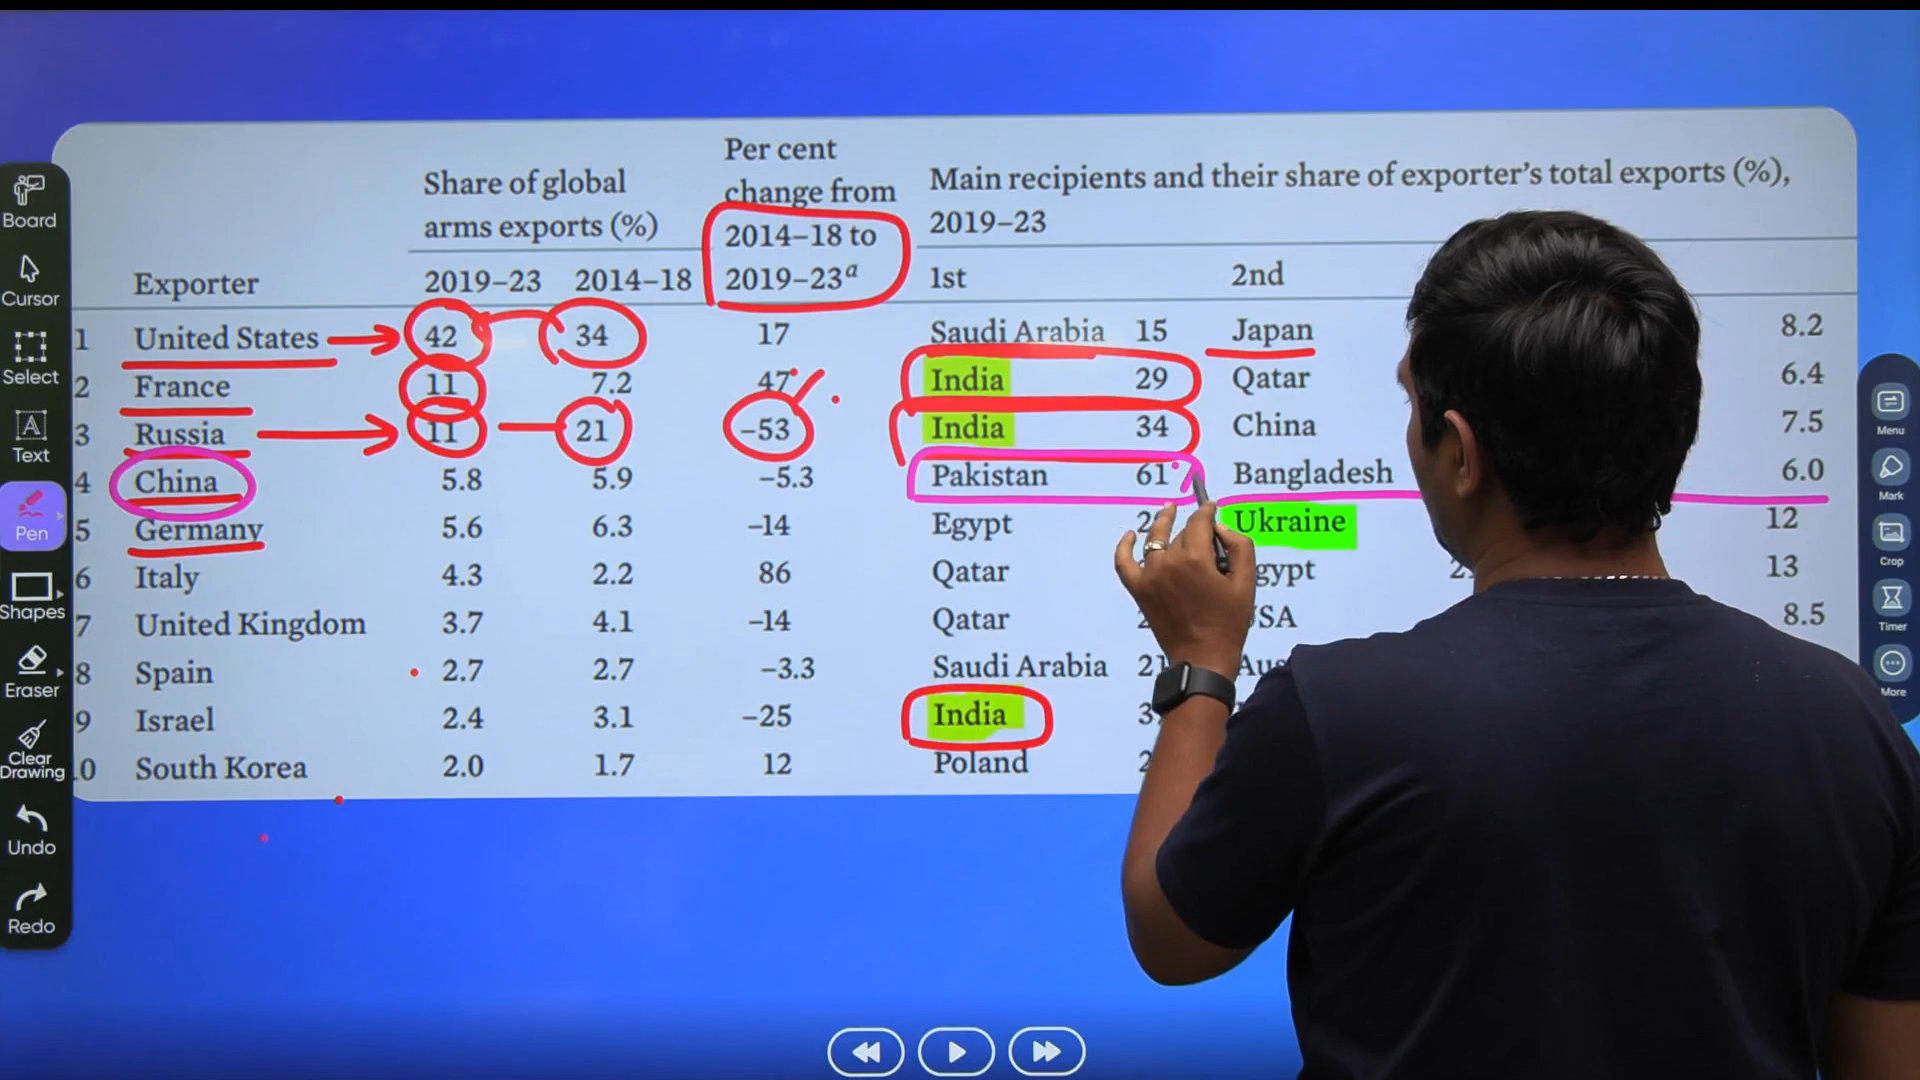 Per cent
Share of global change from Main recipients and their share of exporter's total exports (%),
arms exports (%) 2014–18 to 2019–23
Exporter 2019–23 2014–18 2019–23a 1st 2nd
1 United States 42 34 17 Saudi Arabia 15 Japan 8.2
2 France 11 7.2 47 India 29 Qatar 6.4
3 Russia 11 21 –53 India 34 China 7.5
4 China 5.8 5.9 –5.3 Pakistan 61 Bangladesh 6.0
5 Germany 5.6 6.3 –14 Egypt Ukraine 12
6 Italy 4.3 2.2 86 Qatar 13
7 United Kingdom 3.7 4.1 –14 Qatar 8.5
8 Spain 2.7 2.7 –3.3 Saudi Arabia
9 Israel 2.4 3.1 –25 India
0 South Korea 2.0 1.7 12 Poland
Board
Cursor
Select
Text
Pen
Shapes
Eraser
Clear
Drawing
Undo
Redo
Menu
Mark
Crop
Timer
More